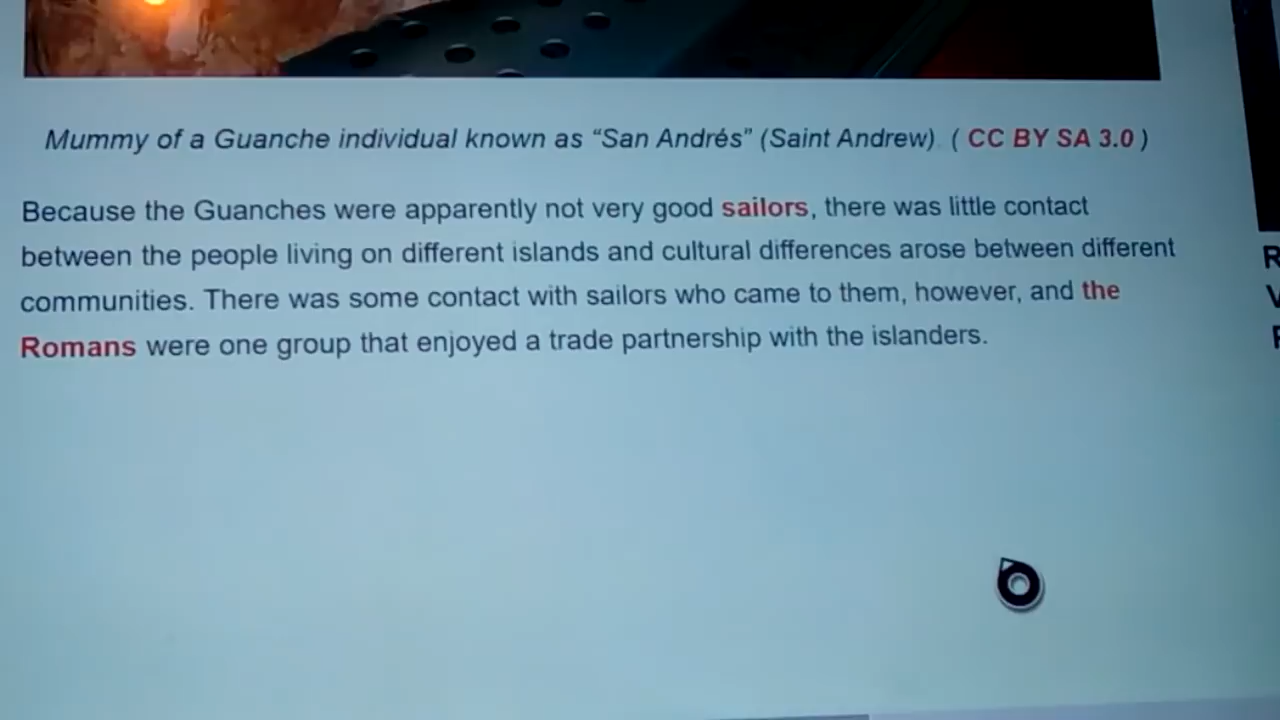 Mummy of a Guanche individual known as “San Andrés” (Saint Andrew). ( CC BY SA 3.0 )
Because the Guanches were apparently not very good sailors, there was little contact
between the people living on different islands and cultural differences arose between different
communities. There was some contact with sailors who came to them, however, and the
Romans were one group that enjoyed a trade partnership with the islanders.